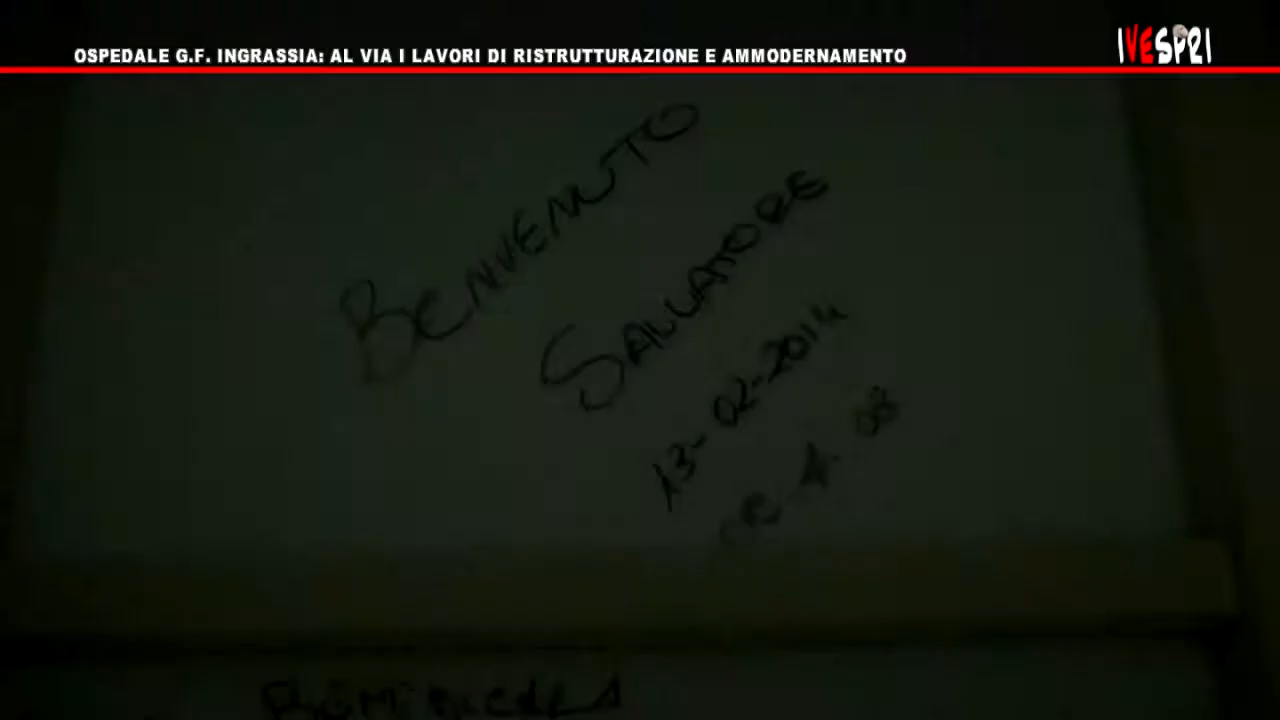 OSPEDALE G.F. INGRASSIA: AL VIA I LAVORI DI RISTRUTTURAZIONE E AMMODERNAMENTO
IVESPRI
BENVENUTO
SALVATORE
13-02-2014